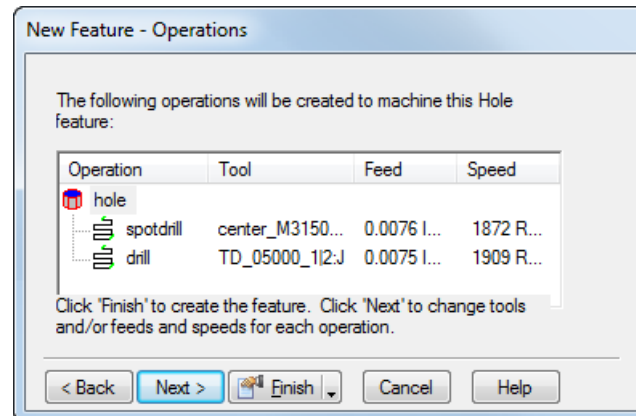 New Feature - Operations
The following operations will be created to machine this Hole
feature:
Operation Tool Feed Speed
hole
spotdrill center_M3150... 0.0076 I... 1872 R...
drill TD_05000_1|2:J 0.0075 I... 1909 R...
Click 'Finish' to create the feature. Click 'Next' to change tools
and/or feeds and speeds for each operation.
< Back Next > Finish Cancel Help